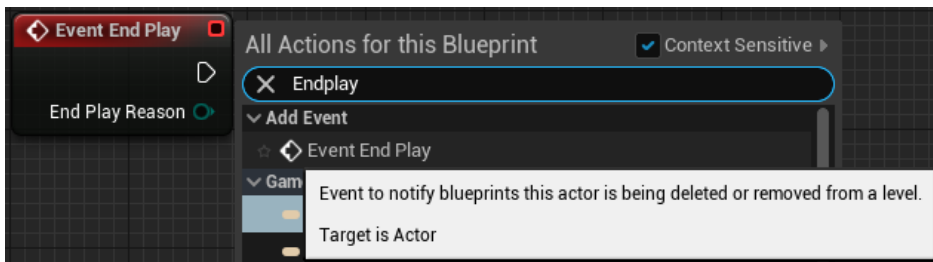 Event End Play
End Play Reason
All Actions for this Blueprint
Context Sensitive
Endplay
Add Event
Event End Play
Gam
Event to notify blueprints this actor is being deleted or removed from a level.
Target is Actor